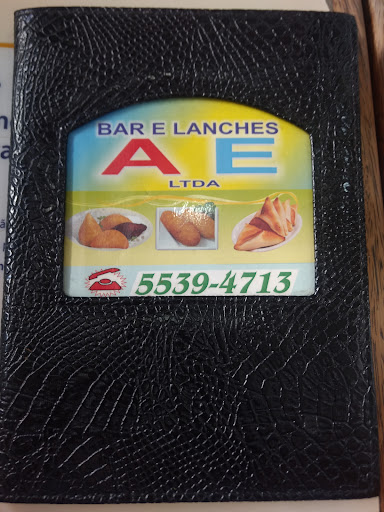 BAR E LANCHES
A E
LTDA
5539-4713